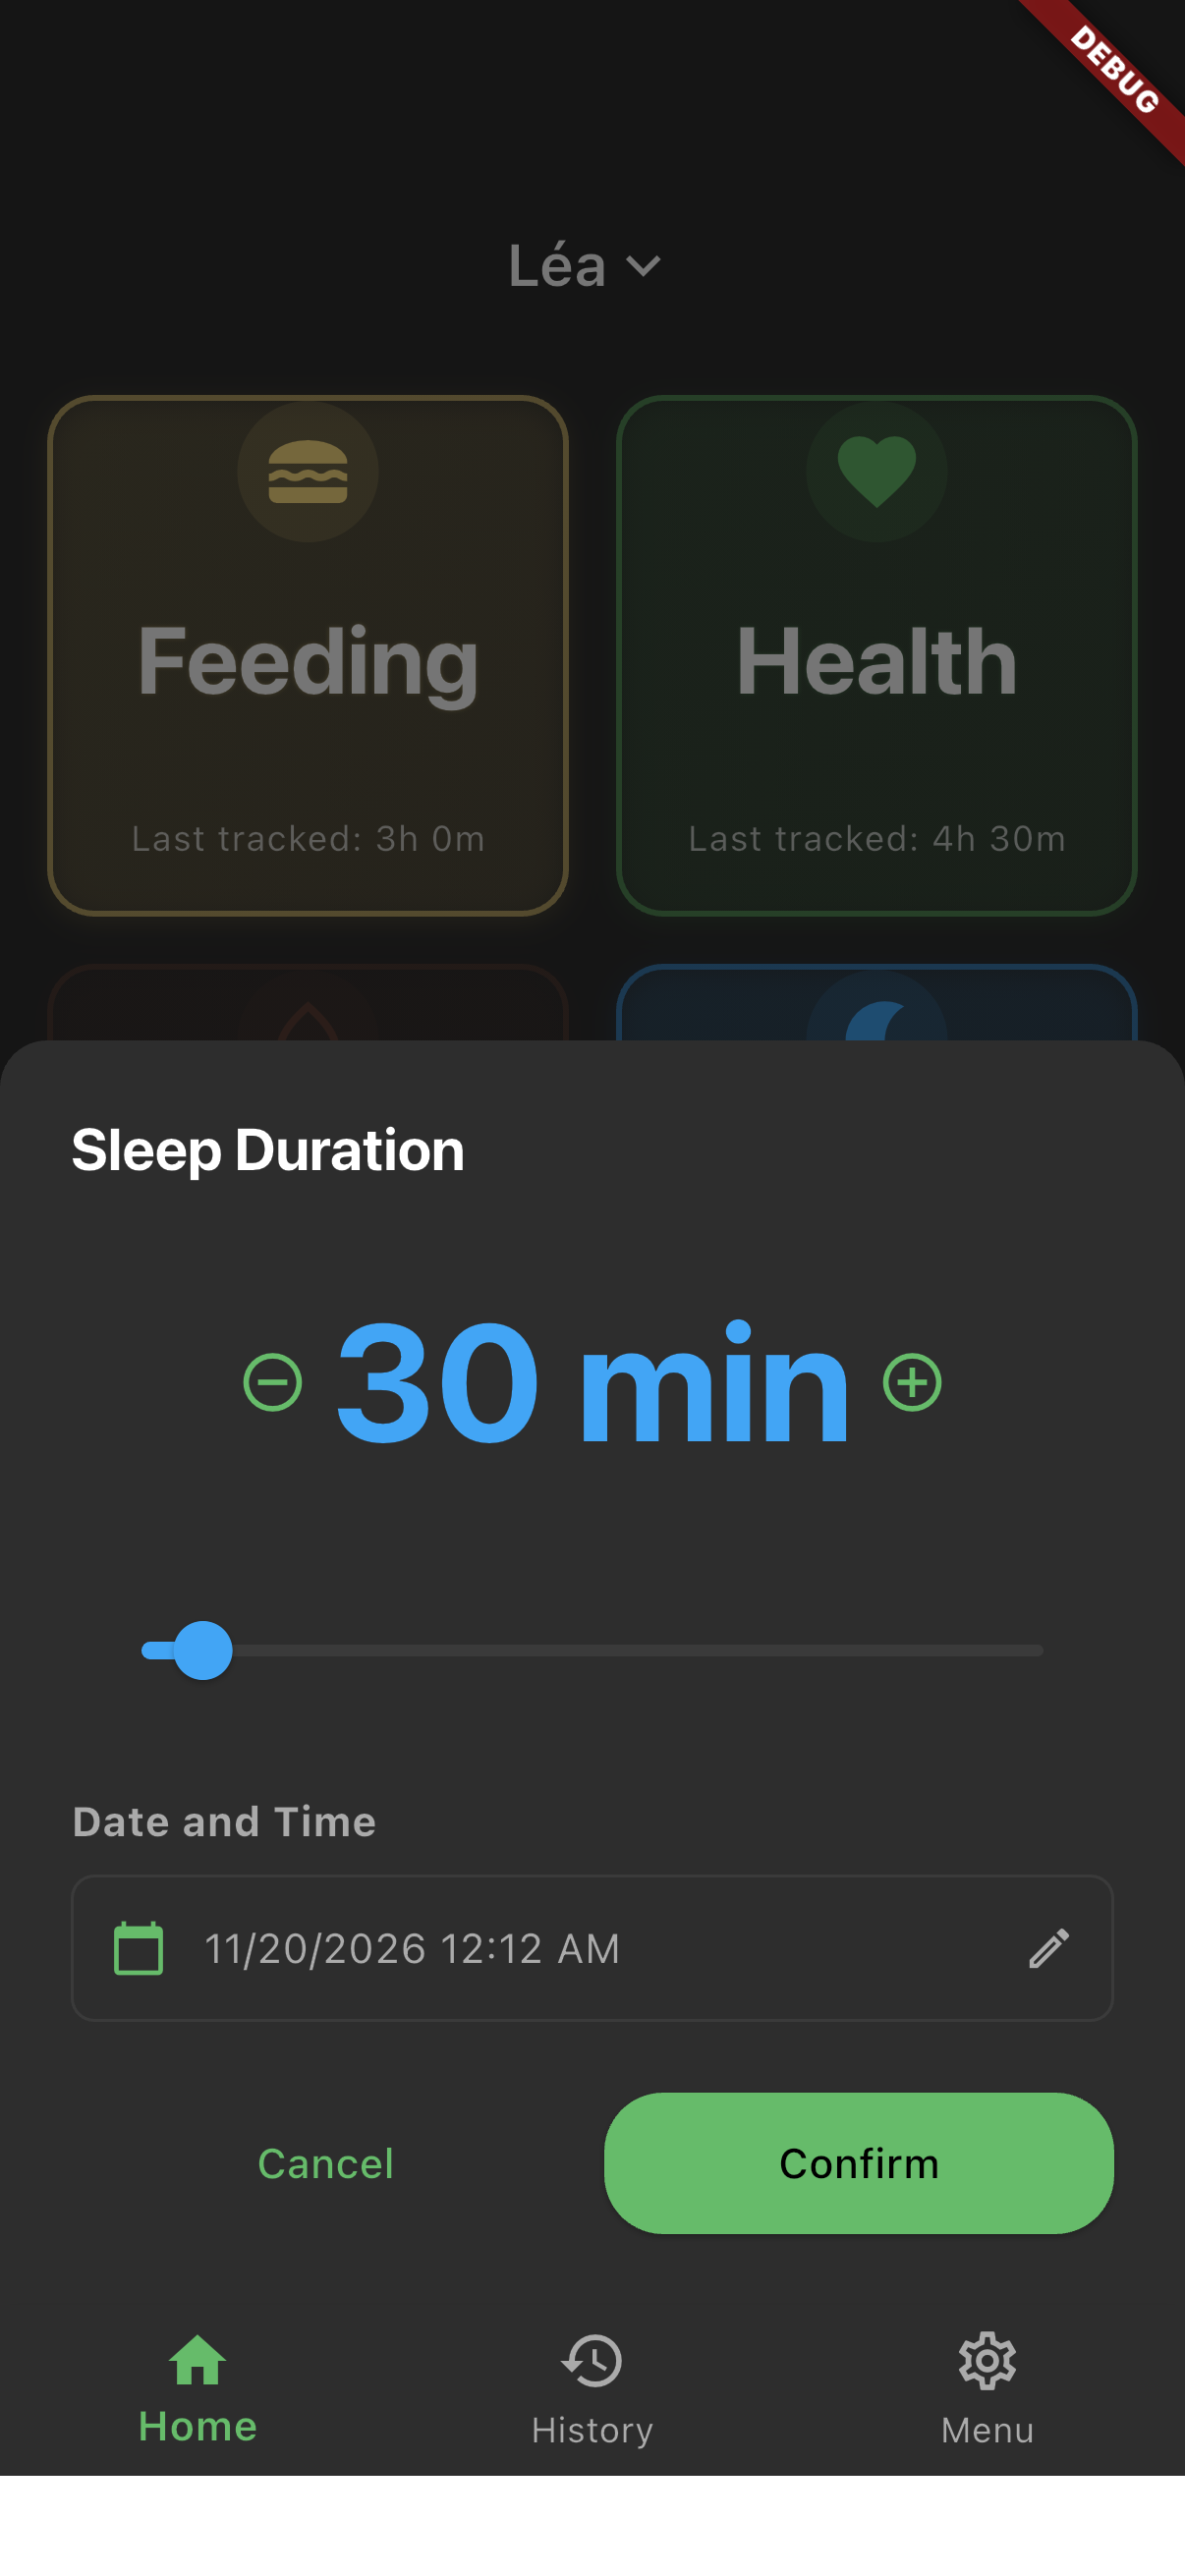 DEBUG
Léa
Feeding
Health
Last tracked: 3h 0m
Last tracked: 4h 30m
Sleep Duration
30 min
Date and Time
11/20/2026 12:12 AM
Cancel
Confirm
Home
History
Menu